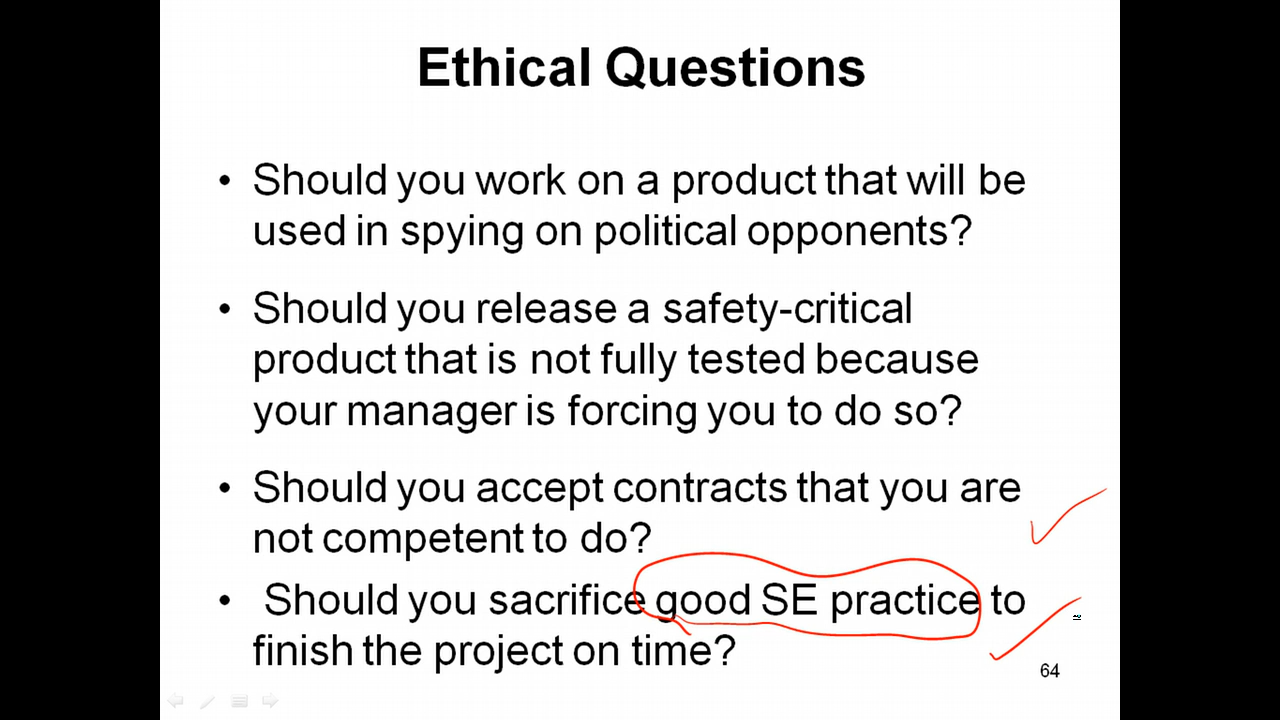 Ethical Questions
• Should you work on a product that will be
used in spying on political opponents?
• Should you release a safety-critical
product that is not fully tested because
your manager is forcing you to do so?
• Should you accept contracts that you are
not competent to do?
• Should you sacrifice good SE practice to
finish the project on time?
64